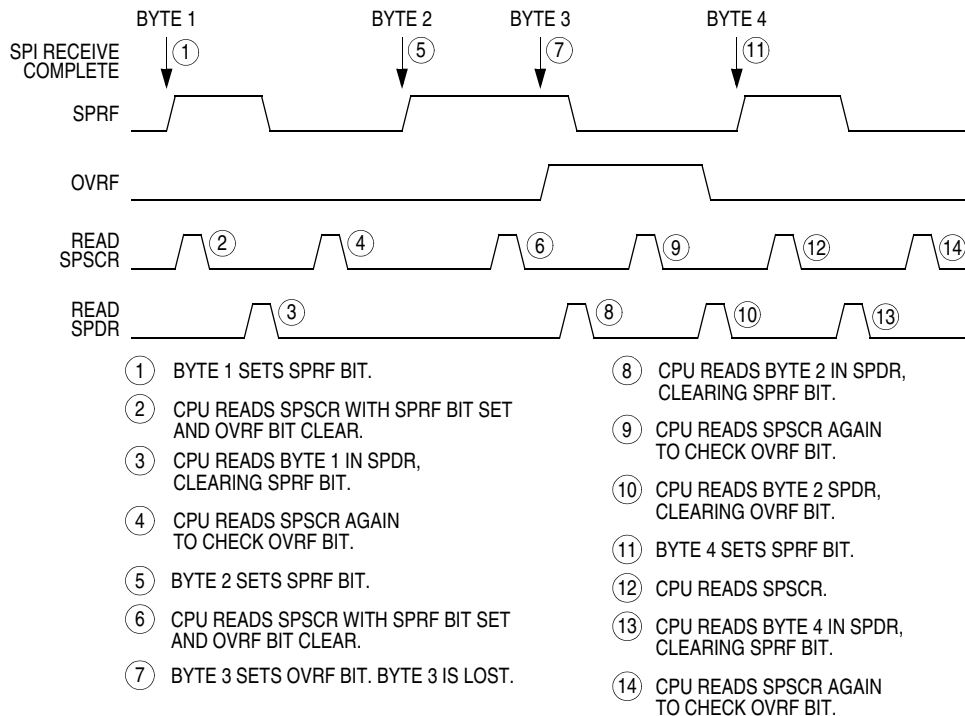 BYTE 1 BYTE 2 BYTE 3 BYTE 4
SPI RECEIVE
COMPLETE
1 5 7 11
SPRF
OVRF
READ
SPSCR
2 4 6 9 12 14
READ
SPDR
3 8 10 13
1 BYTE 1 SETS SPRF BIT.
2 CPU READS SPSCR WITH SPRF BIT SET
AND OVRF BIT CLEAR.
3 CPU READS BYTE 1 IN SPDR,
CLEARING SPRF BIT.
4 CPU READS SPSCR AGAIN
TO CHECK OVRF BIT.
5 BYTE 2 SETS SPRF BIT.
6 CPU READS SPSCR WITH SPRF BIT SET
AND OVRF BIT CLEAR.
7 BYTE 3 SETS OVRF BIT. BYTE 3 IS LOST.
8 CPU READS BYTE 2 IN SPDR,
CLEARING SPRF BIT.
9 CPU READS SPSCR AGAIN
TO CHECK OVRF BIT.
10 CPU READS BYTE 2 SPDR,
CLEARING OVRF BIT.
11 BYTE 4 SETS SPRF BIT.
12 CPU READS SPSCR.
13 CPU READS BYTE 4 IN SPDR,
CLEARING SPRF BIT.
14 CPU READS SPSCR AGAIN
TO CHECK OVRF BIT.